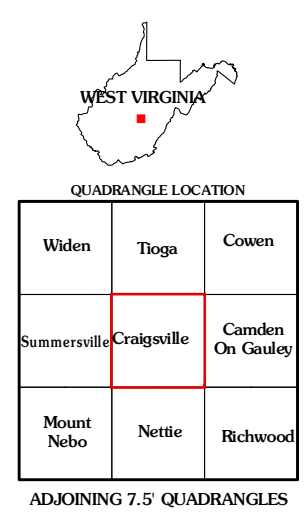 WEST VIRGINIA
QUADRANGLE LOCATION
Widen
Tioga
Cowen
Summersville
Craigsville
Camden
On Gauley
Mount
Nebo
Nettie
Richwood
ADJOINING 7.5' QUADRANGLES